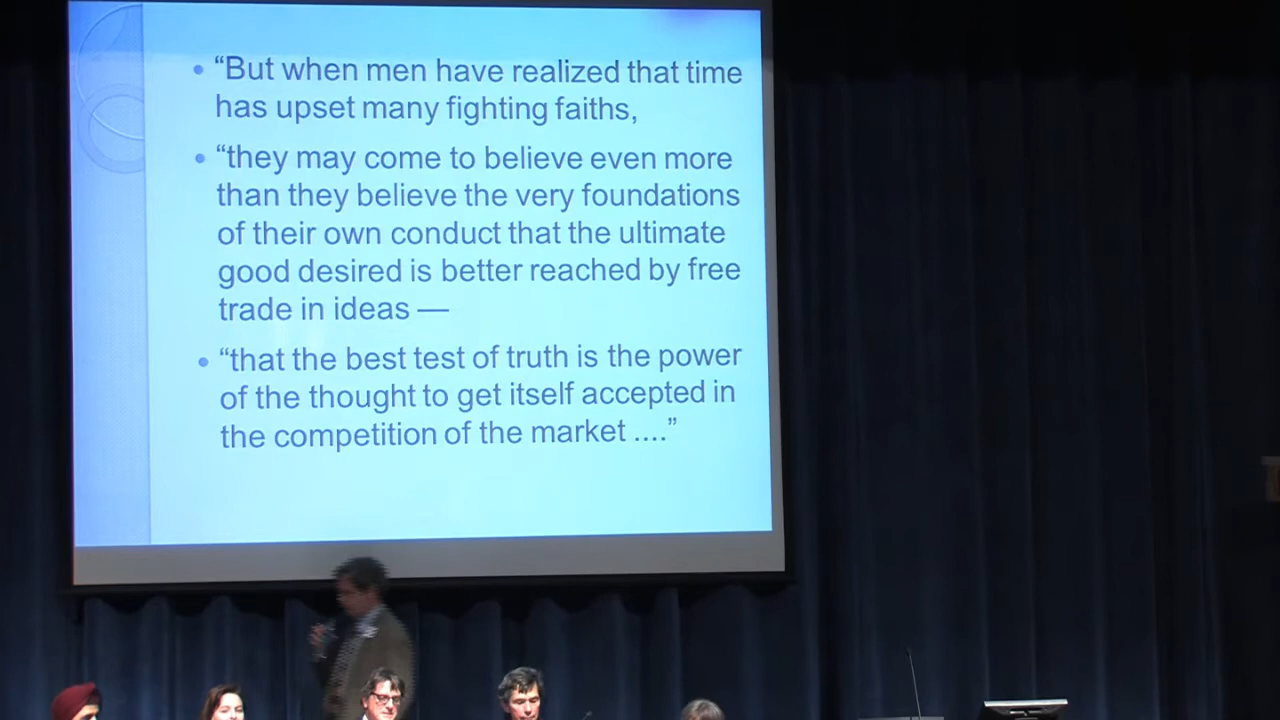 • “But when men have realized that time
has upset many fighting faiths,
• “they may come to believe even more
than they believe the very foundations
of their own conduct that the ultimate
good desired is better reached by free
trade in ideas —
• “that the best test of truth is the power
of the thought to get itself accepted in
the competition of the market ....”